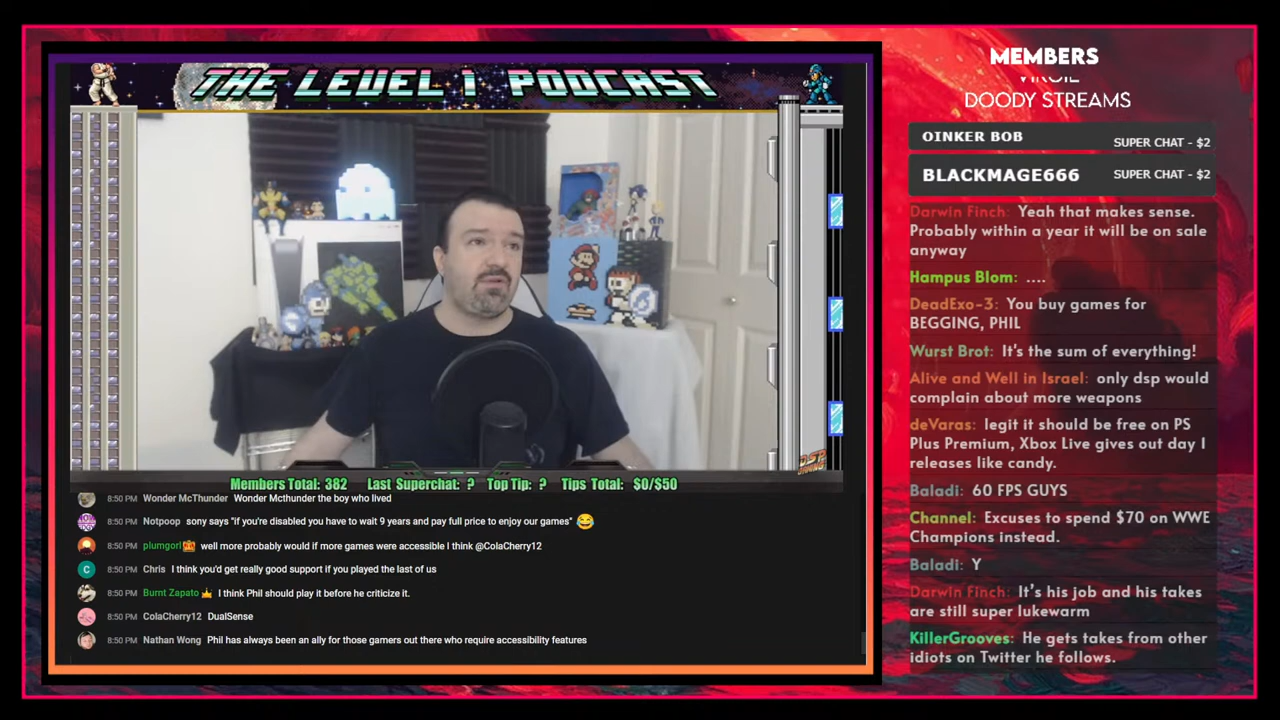 THE LEVEL 1 PODCAST
Members Total: 382 Last Superchat: ? Top Tip: ? Tips Total: $0/$50
8:50 PM Wonder McThunder Wonder Mcthunder the boy who lived
8:50 PM Notpoop sony says "if you're disabled you have to wait 9 years and pay full price to enjoy our games" 😂
8:50 PM plumgorl well more probably would if more games were accessible I think @ColaCherry12
8:50 PM Chris I think you'd get really good support if you played the last of us
8:50 PM Burnt Zapato I think Phil should play it before he criticize it.
8:50 PM ColaCherry12 DualSense
8:50 PM Nathan Wong Phil has always been an ally for those gamers out there who require accessibility features
DSP
GAMING
MEMBERS
VIRGIL
DOODY STREAMS
OINKER BOB SUPER CHAT - $2
BLACKMAGE666 SUPER CHAT - $2
Darwin Finch: Yeah that makes sense.
Probably within a year it will be on sale
anyway
Hampus Blom: ....
DeadExo-3: You buy games for
BEGGING, PHIL
Wurst Brot: It's the sum of everything!
Alive and Well in Israel: only dsp would
complain about more weapons
deVaras: legit it should be free on PS
Plus Premium, Xbox Live gives out day 1
releases like candy.
Baladi: 60 FPS GUYS
Channel: Excuses to spend $70 on WWE
Champions instead.
Baladi: Y
Darwin Finch: It's his job and his takes
are still super lukewarm
KillerGrooves: He gets takes from other
idiots on Twitter he follows.